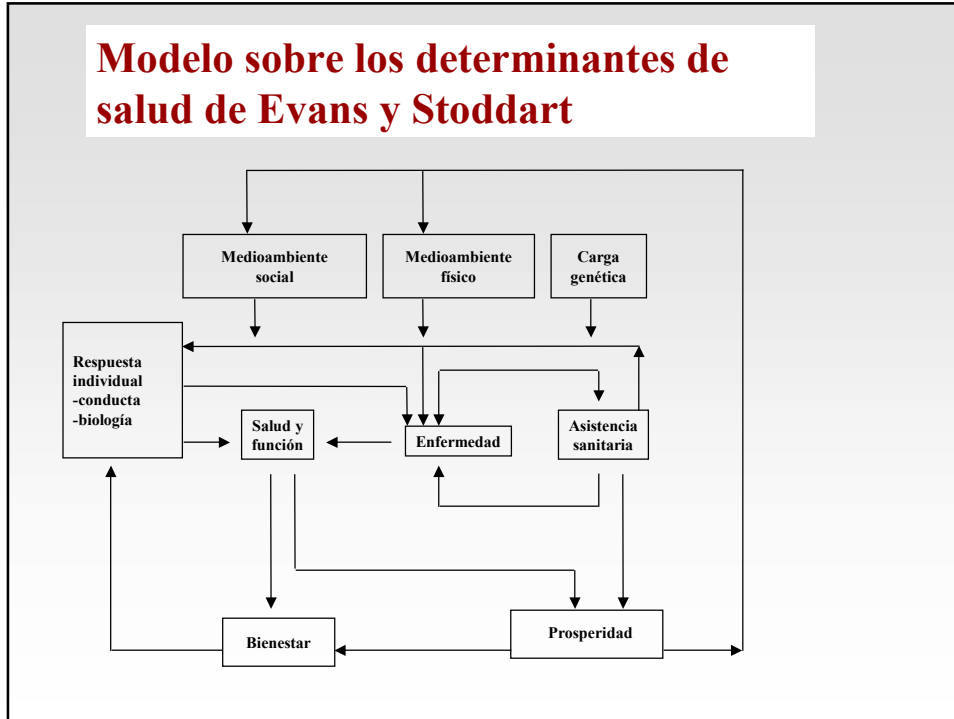 Modelo sobre los determinantes de
salud de Evans y Stoddart
Medioambiente
social
Medioambiente
físico
Carga
genética
Respuesta
individual
-conducta
-biología
Salud y
función
Enfermedad
Asistencia
sanitaria
Bienestar
Prosperidad